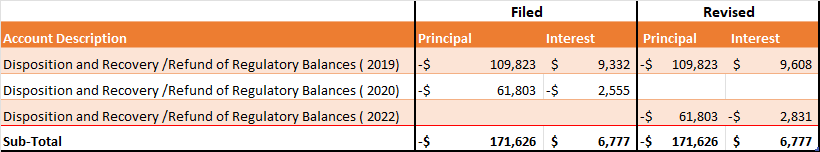 Filed Revised
Account Description Principal Interest Principal Interest
Disposition and Recovery /Refund of Regulatory Balances ( 2019) -$ 109,823 $ 9,332 -$ 109,823 $ 9,608
Disposition and Recovery /Refund of Regulatory Balances ( 2020) -$ 61,803 -$ 2,555
Disposition and Recovery /Refund of Regulatory Balances ( 2022) -$ 61,803 -$ 2,831
Sub-Total -$ 171,626 $ 6,777 -$ 171,626 $ 6,777